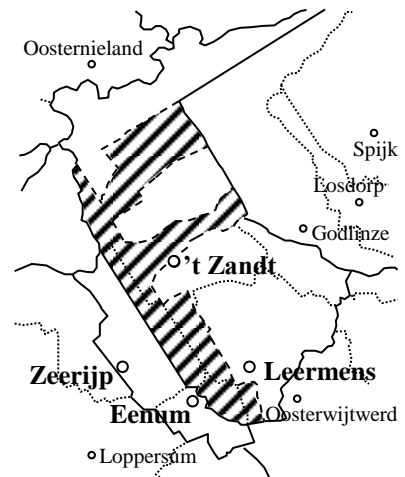 Oosternieland
Spijk
Losdorp
Godlinze
't Zandt
Zeerijp
Leermens
Eenum
Oosterwijtwerd
Loppersum